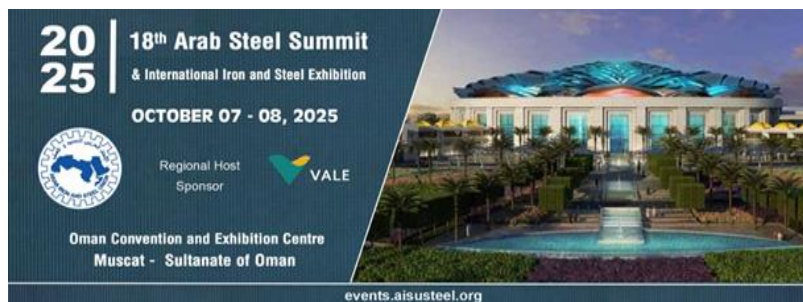 20
25
18th Arab Steel Summit
& International Iron and Steel Exhibition
OCTOBER 07 - 08, 2025
Regional Host
Sponsor
VALE
Oman Convention and Exhibition Centre
Muscat - Sultanate of Oman
events.aisusteel.org